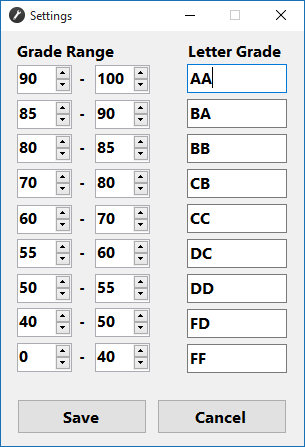 Settings
Grade Range Letter Grade
90 - 100 AA
85 - 90 BA
80 - 85 BB
70 - 80 CB
60 - 70 CC
55 - 60 DC
50 - 55 DD
40 - 50 FD
0 - 40 FF
Save Cancel